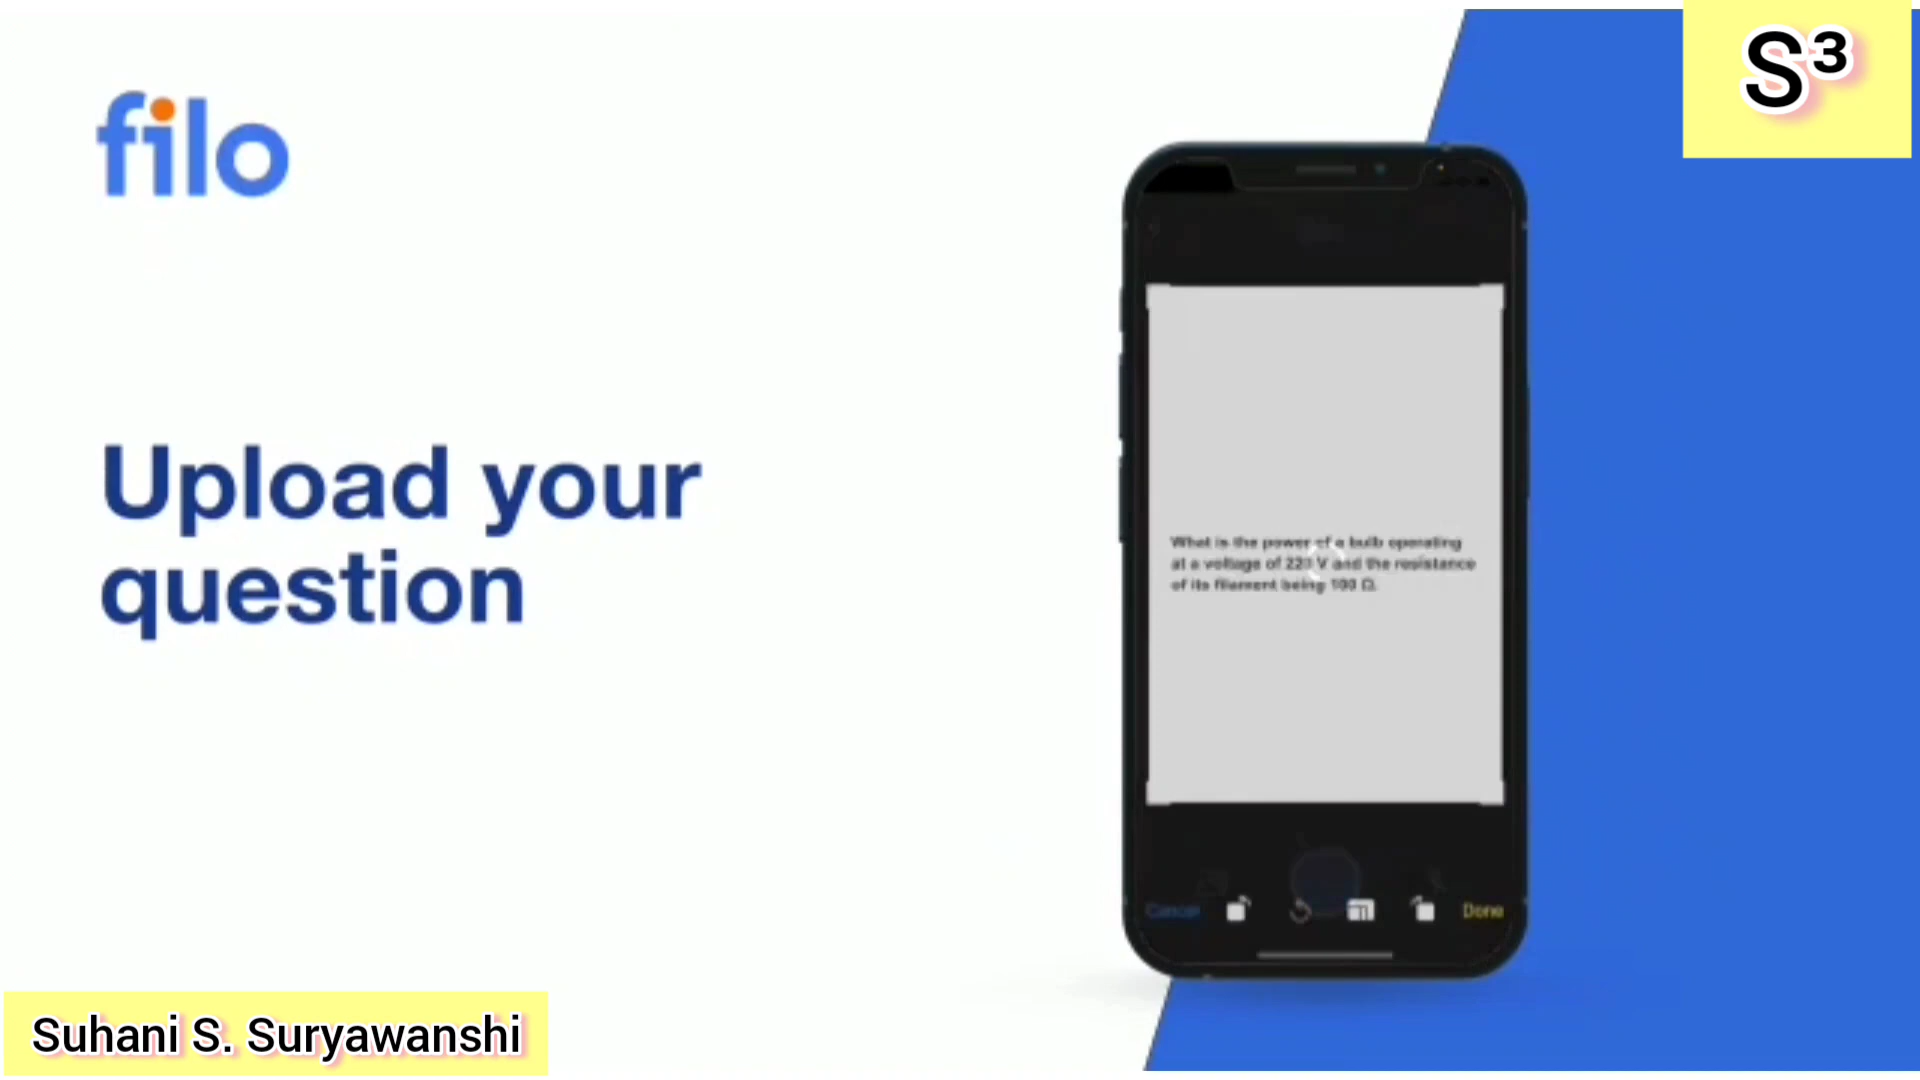 filo
S³
Upload your
question
What is the power of a bulb operating
at a voltage of 220 V and the resistance
of its filament being 100 Ω.
Cancel
Done
Suhani S. Suryawanshi